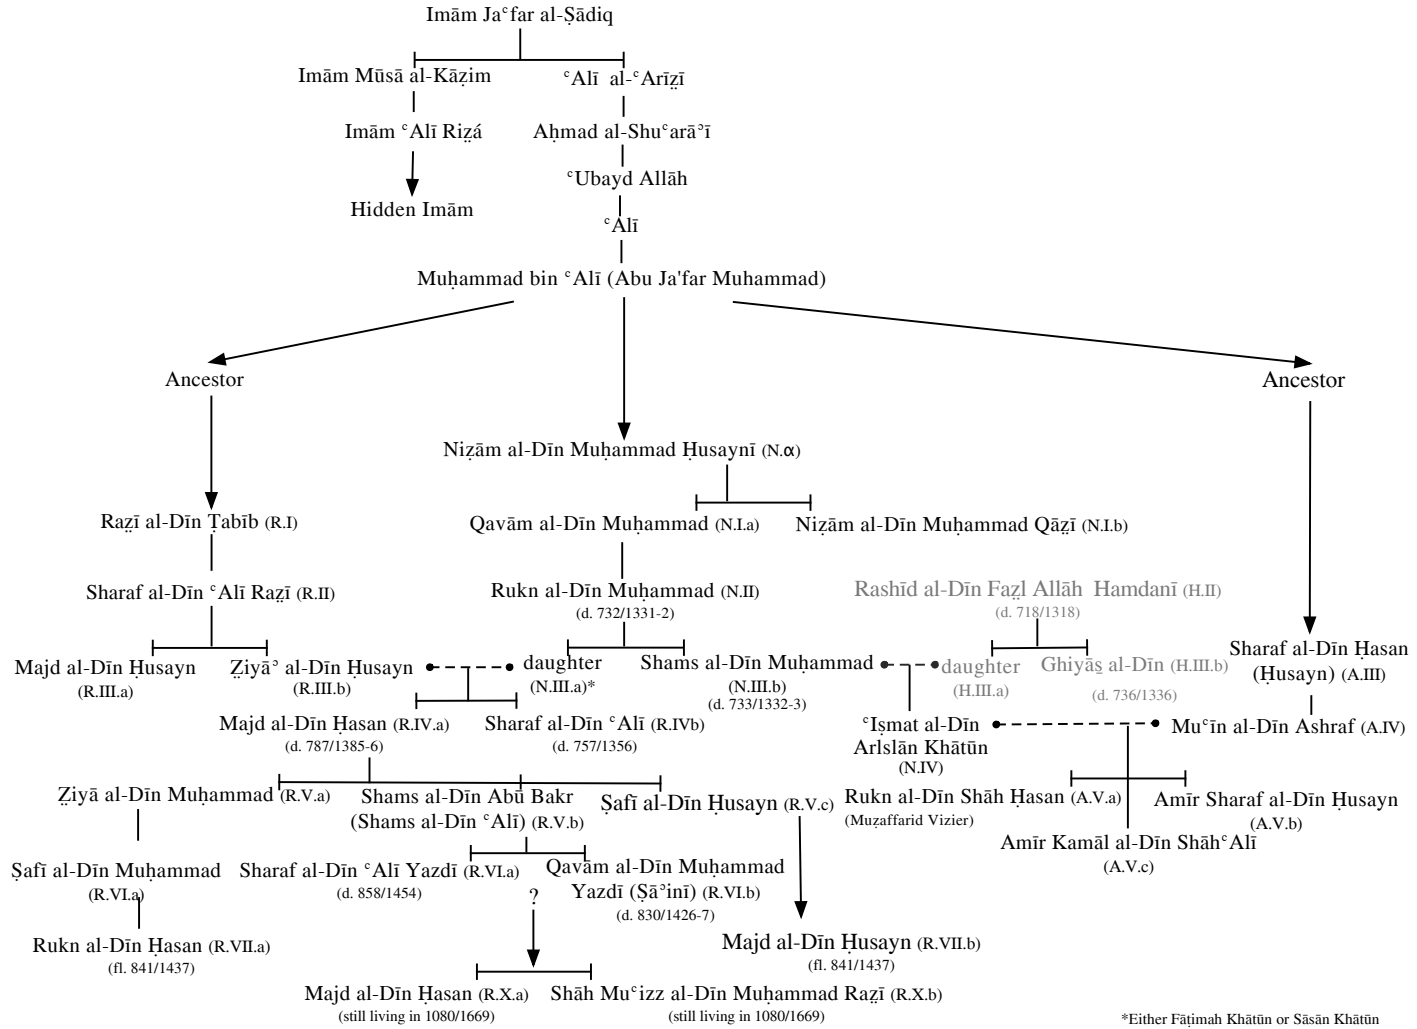 Imām Jaʿfar al-Ṣādiq
Imām Mūsā al-Kāẓim
ʿAlī al-ʿArīz̤ī
Imām ʿAlī Riz̤á
Aḥmad al-Shuʿarāʾī
ʿUbayd Allāh
Hidden Imām
ʿAlī
Muḥammad bin ʿAlī (Abu Ja'far Muhammad)
Ancestor
Ancestor
Niẓām al-Dīn Muḥammad Ḥusaynī (N.α)
Raz̤ī al-Dīn Ṭabīb (R.I)
Qavām al-Dīn Muḥammad (N.I.a)
Niẓām al-Dīn Muḥammad Qāz̤ī (N.I.b)
Sharaf al-Dīn ʿAlī Raz̤ī (R.II)
Rukn al-Dīn Muḥammad (N.II)
(d. 732/1331-2)
Rashīd al-Dīn Faz̤l Allāh Hamdanī (H.II)
(d. 718/1318)
Majd al-Dīn Ḥusayn
(R.III.a)
Z̤iyāʾ al-Dīn Ḥusayn
(R.III.b)
daughter
(N.III.a)*
Shams al-Dīn Muḥammad
(N.III.b)
(d. 733/1332-3)
daughter
(H.III.a)
Ghiyās̱ al-Dīn (H.III.b)
(d. 736/1336)
Sharaf al-Dīn Ḥasan
(Ḥusayn) (A.III)
Majd al-Dīn Ḥasan (R.IV.a)
(d. 787/1385-6)
Sharaf al-Dīn ʿAlī (R.IVb)
(d. 757/1356)
ʿIṣmat al-Dīn
Arlslān Khātūn
(N.IV)
Muʿīn al-Dīn Ashraf (A.IV)
Z̤iyā al-Dīn Muḥammad (R.V.a)
Shams al-Dīn Abū Bakr
(Shams al-Dīn ʿAlī) (R.V.b)
Ṣafī al-Dīn Ḥusayn (R.V.c)
Rukn al-Dīn Shāh Ḥasan (A.V.a)
(Muẓaffarid Vizier)
Amīr Sharaf al-Dīn Ḥusayn
(A.V.b)
Amīr Kamāl al-Dīn ShāhʿAlī
(A.V.c)
Ṣafī al-Dīn Muḥammad
(R.VI.a)
Sharaf al-Dīn ʿAlī Yazdī (R.VI.a)
(d. 858/1454)
Qavām al-Dīn Muḥammad
Yazdī (Ṣāʾinī) (R.VI.b)
(d. 830/1426-7)
?
Rukn al-Dīn Ḥasan (R.VII.a)
(fl. 841/1437)
Majd al-Dīn Ḥusayn (R.VII.b)
(fl. 841/1437)
Majd al-Dīn Ḥasan (R.X.a)
(still living in 1080/1669)
Shāh Muʿizz al-Dīn Muḥammad Raz̤ī (R.X.b)
(still living in 1080/1669)
*Either Fāṭimah Khātūn or Sāsān Khātūn